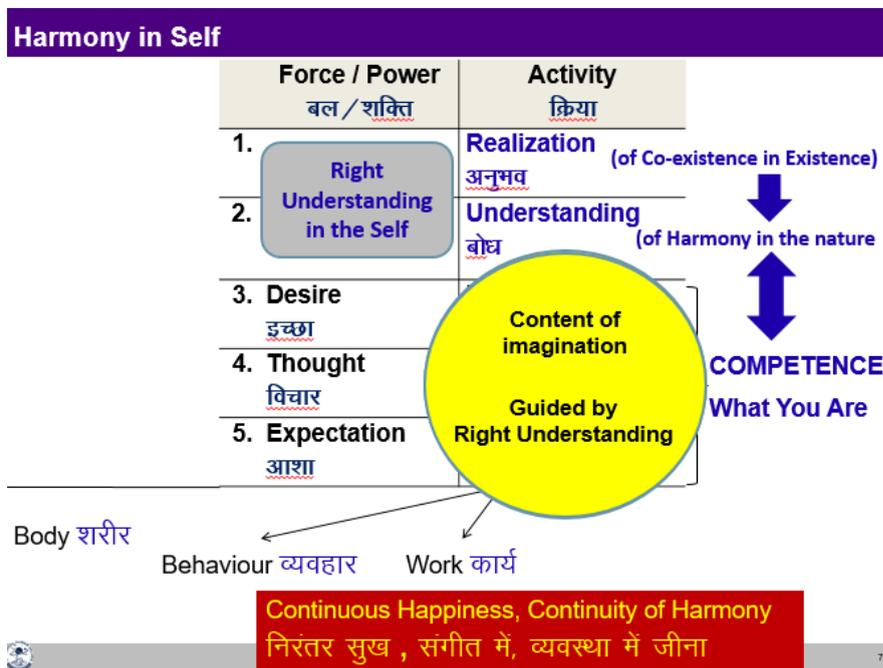 Harmony in Self
Force / Power
बल / शक्ति
Activity
क्रिया
1.
Right
Understanding
in the Self
Realization
अनुभव
(of Co-existence in Existence)
2.
Understanding
बोध
(of Harmony in the nature
3. Desire
इच्छा
4. Thought
विचार
5. Expectation
आशा
Content of
imagination
Guided by
Right Understanding
COMPETENCE
What You Are
Body शरीर
Behaviour व्यवहार
Work कार्य
Continuous Happiness, Continuity of Harmony
निरंतर सुख , संगीत में, व्यवस्था में जीना
7